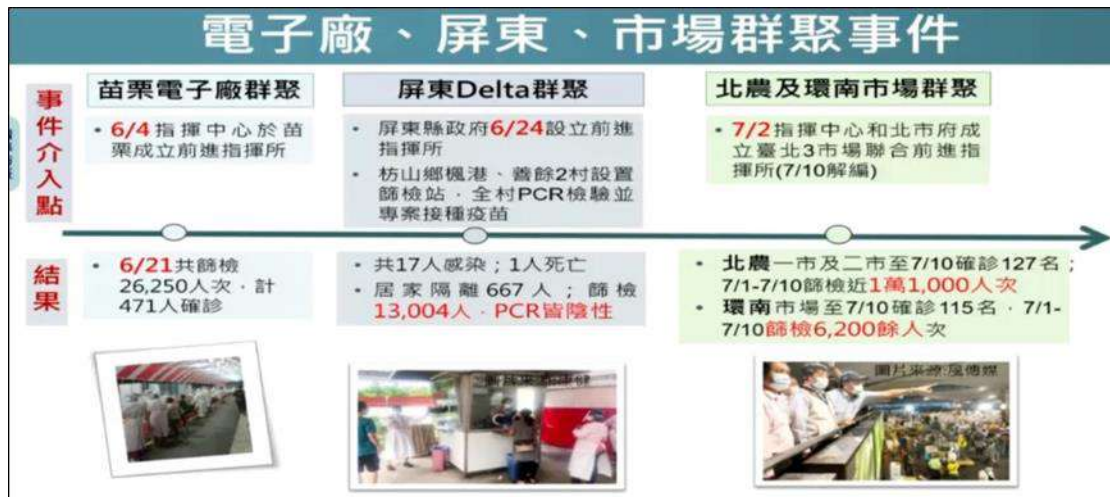 電子廠、屏東、市場群聚事件
事件介入點
苗栗電子廠群聚
• 6/4指揮中心於苗
栗成立前進指揮所
屏東Delta群聚
• 屏東縣政府6/24設立前進
指揮所
• 枋山鄉楓港、善餘2村設置
篩檢站，全村PCR檢驗並
專案接種疫苗
北農及環南市場群聚
• 7/2指揮中心和北市府成
立臺北3市場聯合前進指
揮所(7/10解編)
結果
• 6/21共篩檢
26,250人次，計
471人確診
• 共17人感染；1人死亡
• 居家隔離667人；篩檢
13,004人，PCR皆陰性
• 北農一市及二市至7/10確診127名；
7/1-7/10篩檢近1萬1,000人次
• 環南市場至7/10確診115名，7/1-
7/10篩檢6,200餘人次
圖片來源:風傳媒